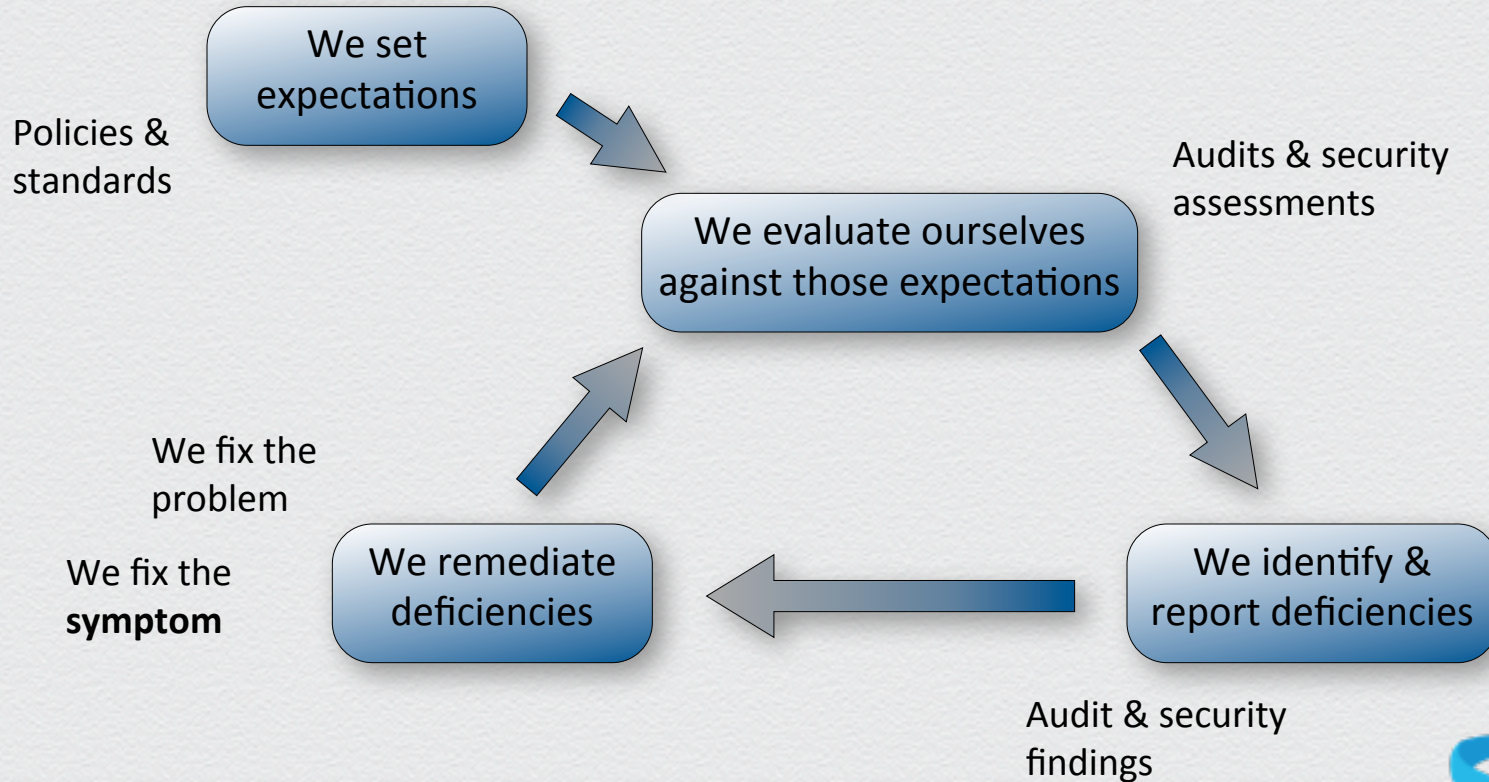 We set
expectations
Policies &
standards
Audits & security
assessments
We evaluate ourselves
against those expectations
We fix the
problem
We fix the
symptom
We remediate
deficiencies
We identify &
report deficiencies
Audit & security
findings